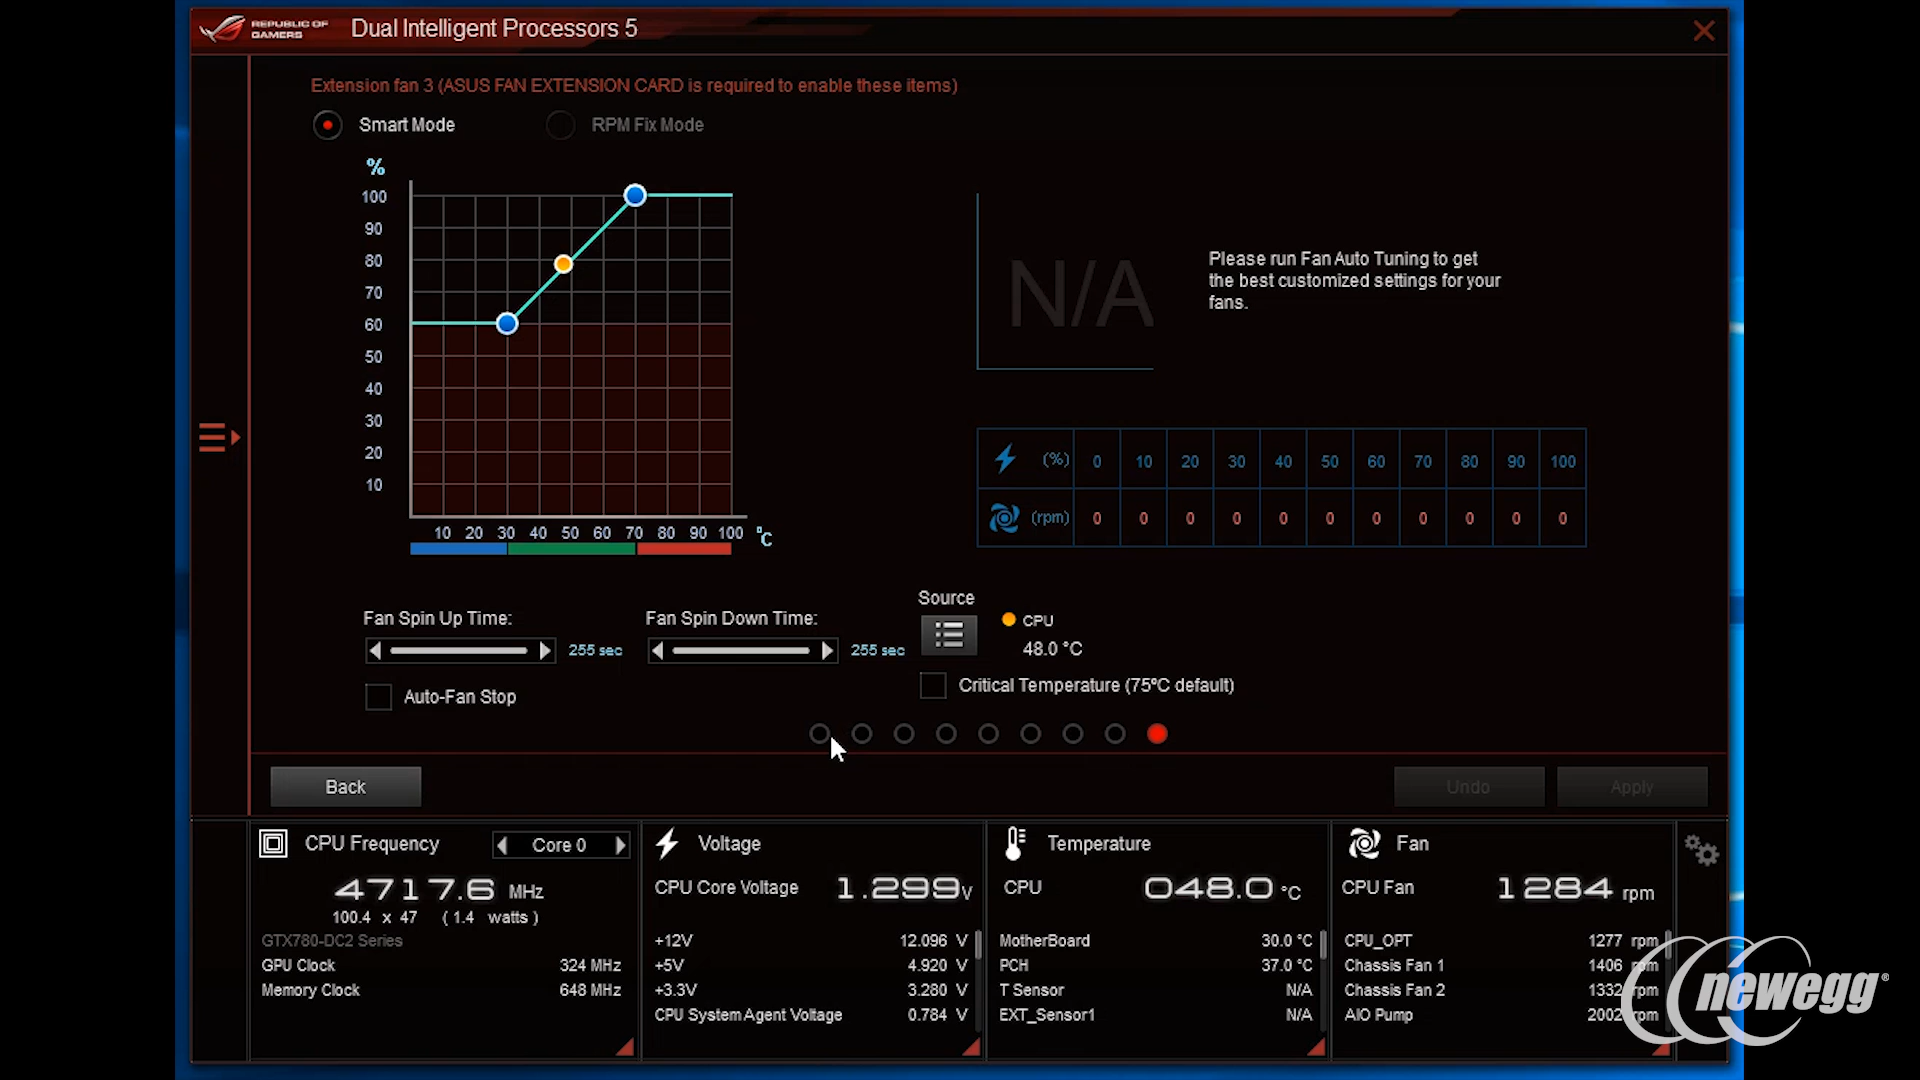 REPUBLIC OF
GAMERS
Dual Intelligent Processors 5
Extension fan 3 (ASUS FAN EXTENSION CARD is required to enable these items)
Smart Mode
RPM Fix Mode
%
100
90
80
70
60
50
40
30
20
10
10 20 30 40 50 60 70 80 90 100 °C
N/A
Please run Fan Auto Tuning to get
the best customized settings for your
fans.
(%) 0 10 20 30 40 50 60 70 80 90 100
(rpm) 0 0 0 0 0 0 0 0 0 0 0
Fan Spin Up Time:
255 sec
Fan Spin Down Time:
255 sec
Source
CPU
48.0 °C
Auto-Fan Stop
Critical Temperature (75ºC default)
Back
Undo
Apply
CPU Frequency
Core 0
4717.6 MHz
100.4 x 47 ( 1.4 watts )
GTX780-DC2 Series
GPU Clock 324 MHz
Memory Clock 648 MHz
Voltage
CPU Core Voltage 1.299 V
+12V 12.096 V
+5V 4.920 V
+3.3V 3.280 V
CPU System Agent Voltage 0.784 V
Temperature
CPU 048.0 °C
MotherBoard 30.0 °C
PCH 37.0 °C
T Sensor N/A
EXT_Sensor1 N/A
Fan
CPU Fan 1284 rpm
CPU_OPT 1277 rpm
Chassis Fan 1 1406 rpm
Chassis Fan 2 1332 rpm
AIO Pump 2002 rpm
newegg®